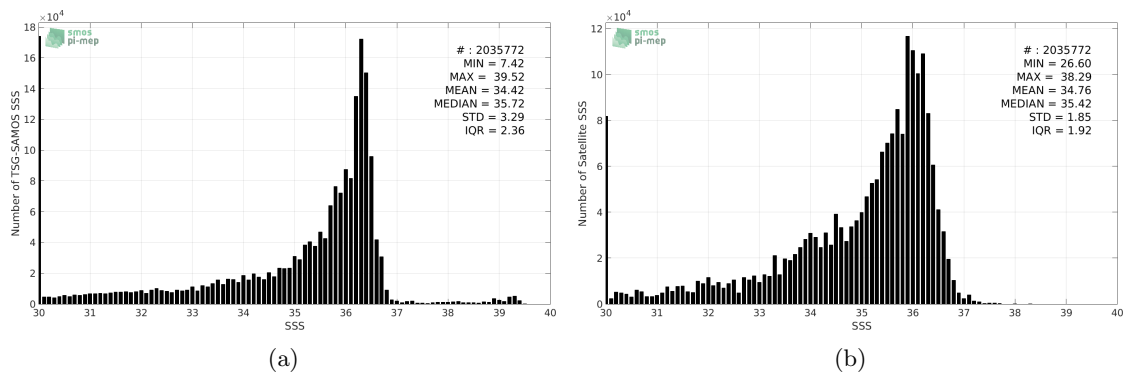 ×10⁴
18
16
14
12
10
8
6
4
2
0
Number of TSG-SAMOS SSS
smos
pi-mep
# : 2035772
MIN = 7.42
MAX = 39.52
MEAN = 34.42
MEDIAN = 35.72
STD = 3.29
IQR = 2.36
30 31 32 33 34 35 36 37 38 39 40
SSS
(a)
×10⁴
12
10
8
6
4
2
0
Number of Satellite SSS
smos
pi-mep
# : 2035772
MIN = 26.60
MAX = 38.29
MEAN = 34.76
MEDIAN = 35.42
STD = 1.85
IQR = 1.92
30 31 32 33 34 35 36 37 38 39 40
SSS
(b)